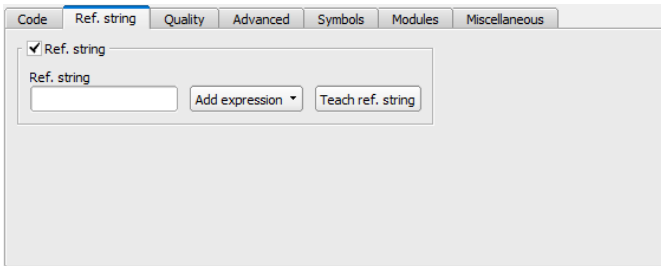 Code Ref. string Quality Advanced Symbols Modules Miscellaneous
Ref. string
Ref. string
Add expression Teach ref. string